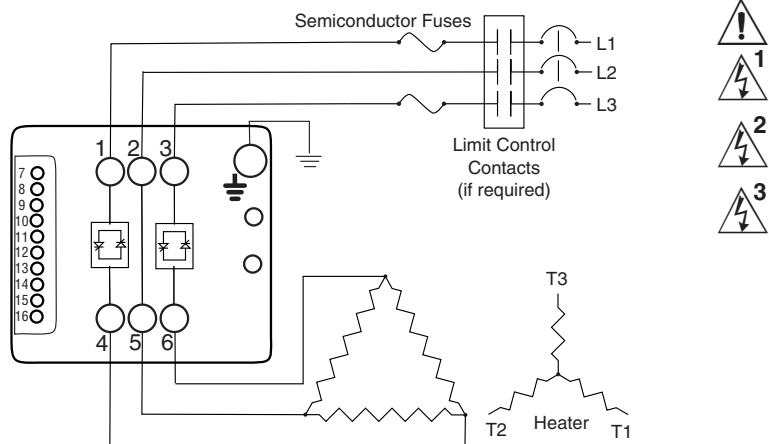 Semiconductor Fuses
L1
L2
L3
Limit Control
Contacts
(if required)
1
2
3
1 2 3
7
8
9
10
11
12
13
14
15
16
4 5 6
T3
T2 Heater T1